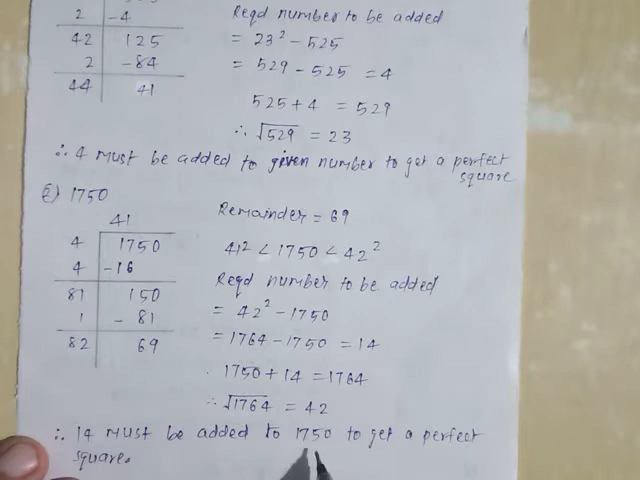 2 -4
42 125
2 -84
44 41
Reqd number to be added
= 23² - 525
= 529 - 525 = 4
525 + 4 = 529
∴ √529 = 23
∴ 4 must be added to given number to get a perfect
square
1750
41
4 1750
4 -16
81 150
1 - 81
82 69
Remainder = 69
41² < 1750 < 42²
Reqd number to be added
= 42² - 1750
= 1764 - 1750 = 14
1750 + 14 = 1764
∴ √1764 = 42
∴ 14 must be added to 1750 to get a perfect
square.